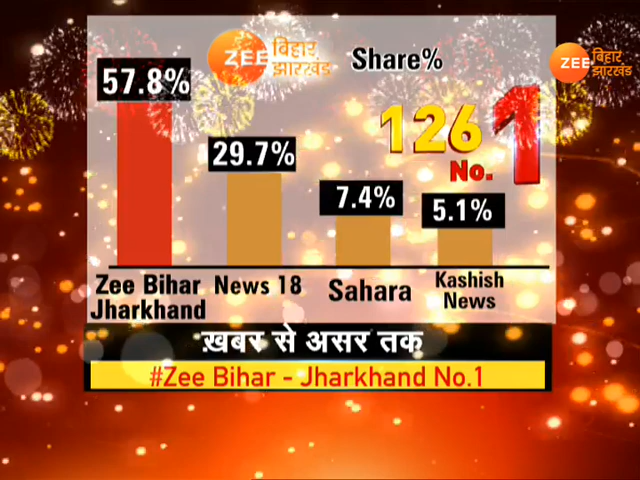 ZEE बिहार झारखंड
Share%
ZEE बिहार झारखंड
57.8%
126
No. 1
29.7%
7.4%
5.1%
Zee Bihar Jharkhand
News 18
Sahara
Kashish News
ख़बर से असर तक
#Zee Bihar - Jharkhand No.1